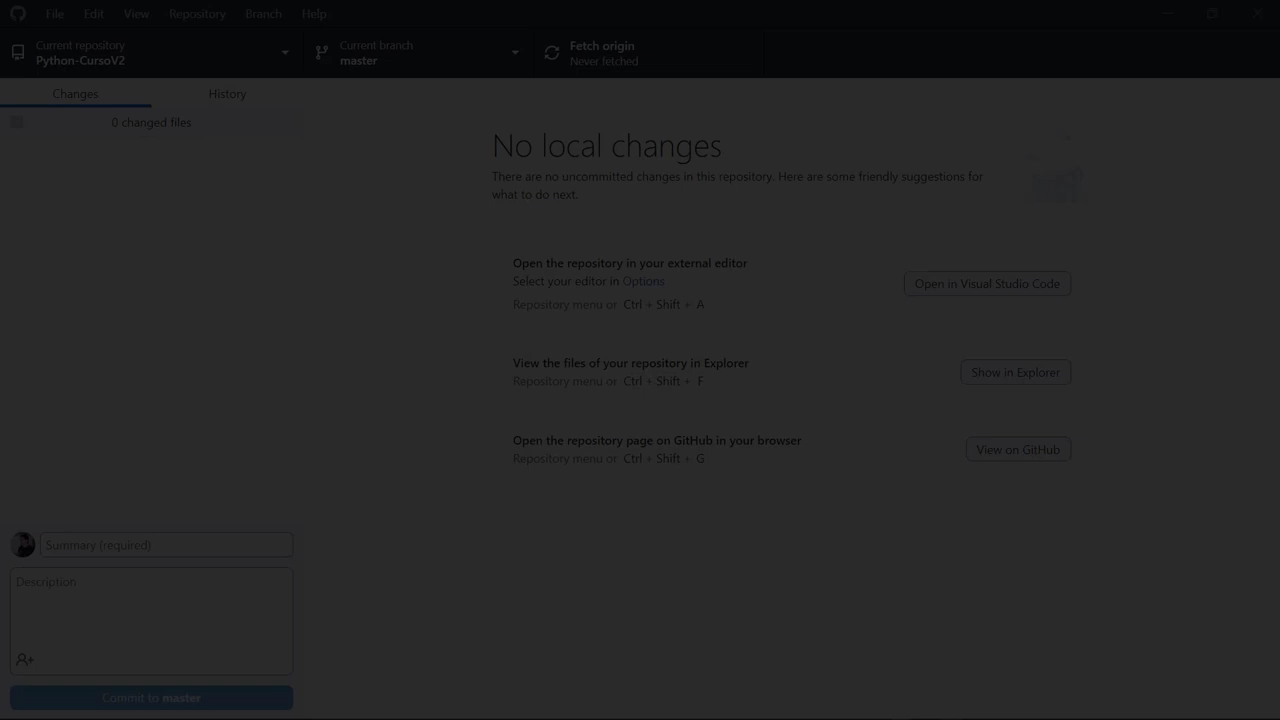 File Edit View Repository Branch Help
Current repository
Python-CursoV2
Current branch
master
Fetch origin
Never fetched
Changes History
0 changed files
No local changes
There are no uncommitted changes in this repository. Here are some friendly suggestions for
what to do next.
Open the repository in your external editor
Select your editor in Options
Repository menu or Ctrl + Shift + A
Open in Visual Studio Code
View the files of your repository in Explorer
Repository menu or Ctrl + Shift + F
Show in Explorer
Open the repository page on GitHub in your browser
Repository menu or Ctrl + Shift + G
View on GitHub
Summary (required)
Description
Commit to master